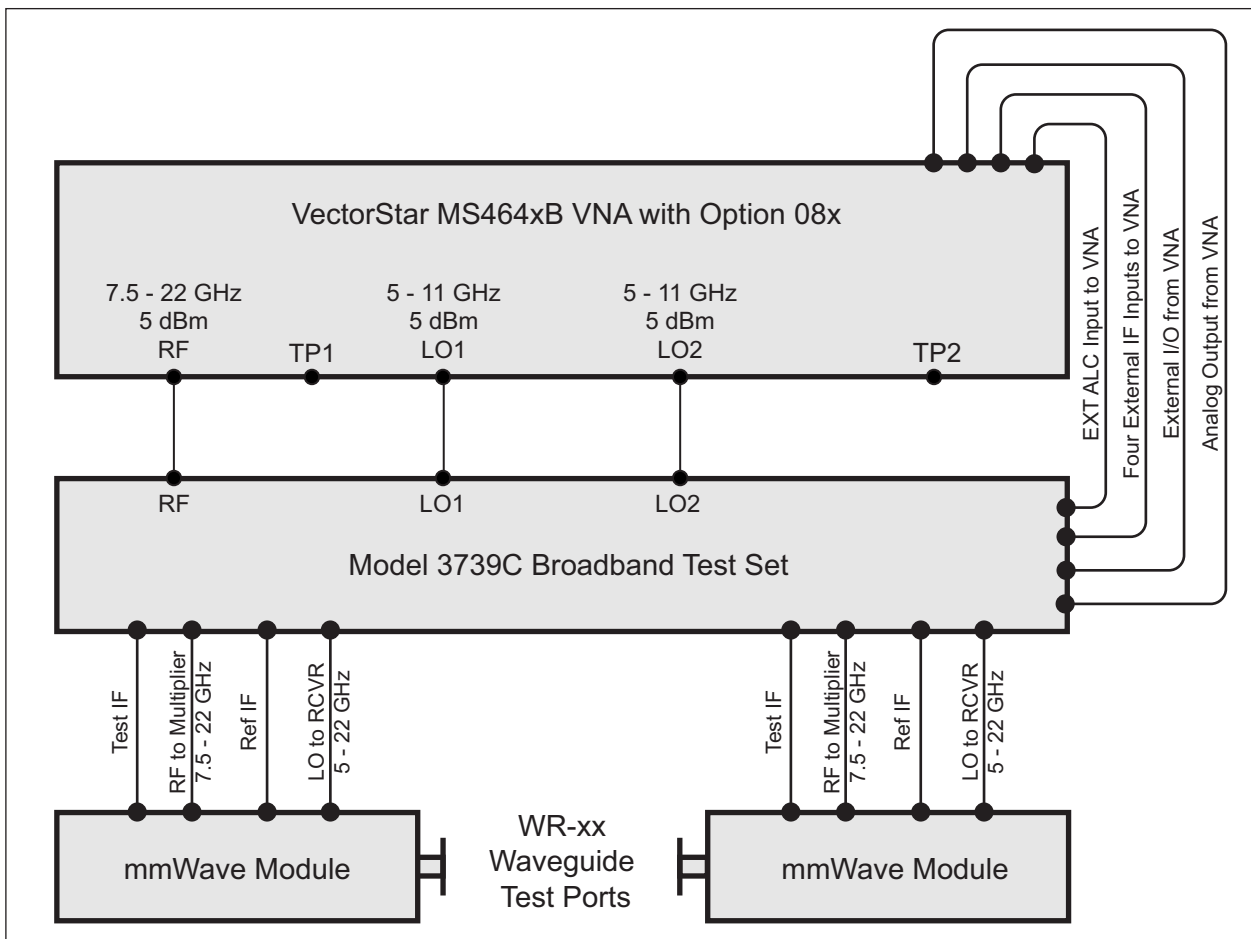 VectorStar MS464xB VNA with Option 08x
7.5 - 22 GHz
5 dBm
RF
TP1
5 - 11 GHz
5 dBm
LO1
5 - 11 GHz
5 dBm
LO2
TP2
EXT ALC Input to VNA
Four External IF Inputs to VNA
External I/O from VNA
Analog Output from VNA
RF
LO1
LO2
Model 3739C Broadband Test Set
Test IF
RF to Multiplier
7.5 - 22 GHz
Ref IF
LO to RCVR
5 - 22 GHz
Test IF
RF to Multiplier
7.5 - 22 GHz
Ref IF
LO to RCVR
5 - 22 GHz
mmWave Module
WR-xx
Waveguide
Test Ports
mmWave Module